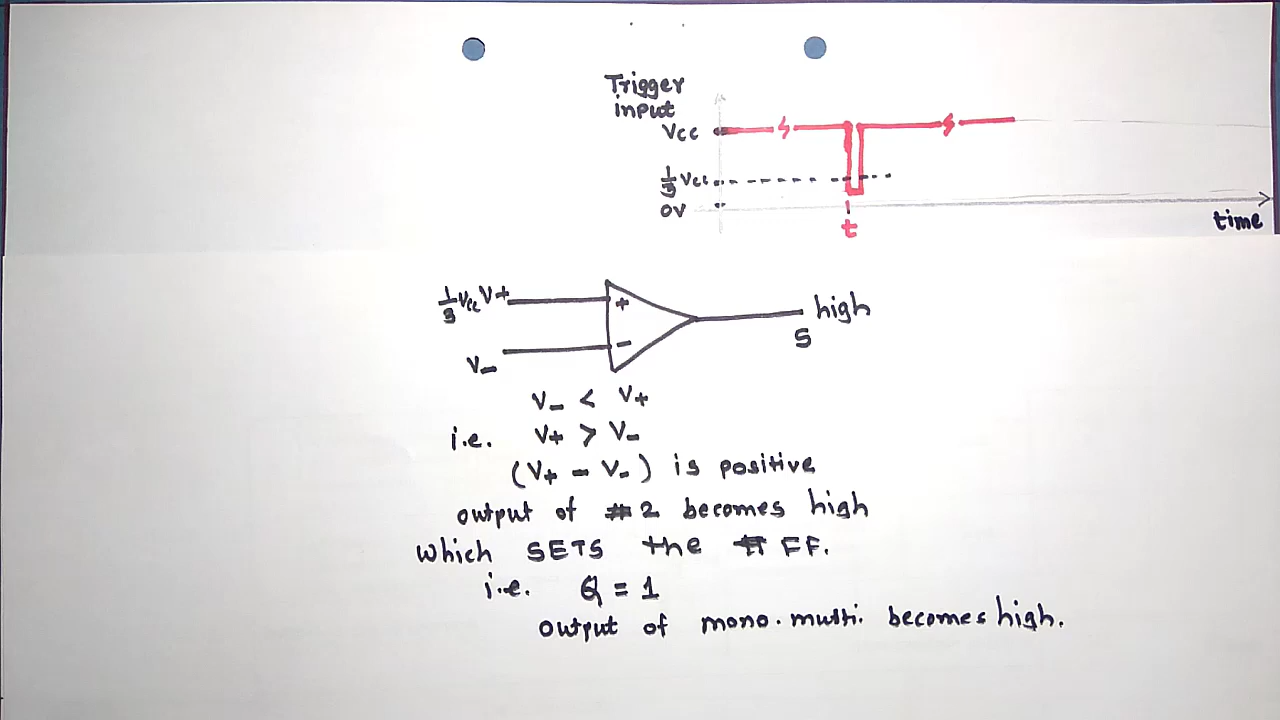 Trigger
input
Vcc
1/3 Vcc
0V
t
time
1/3 Vcc V+
+
high
S
V-
-
V- < V+
i.e. V+ > V-
(V+ - V-) is positive
output of #2 becomes high
which SETS the FF.
i.e. Q = 1
output of mono. multi. becomes high.